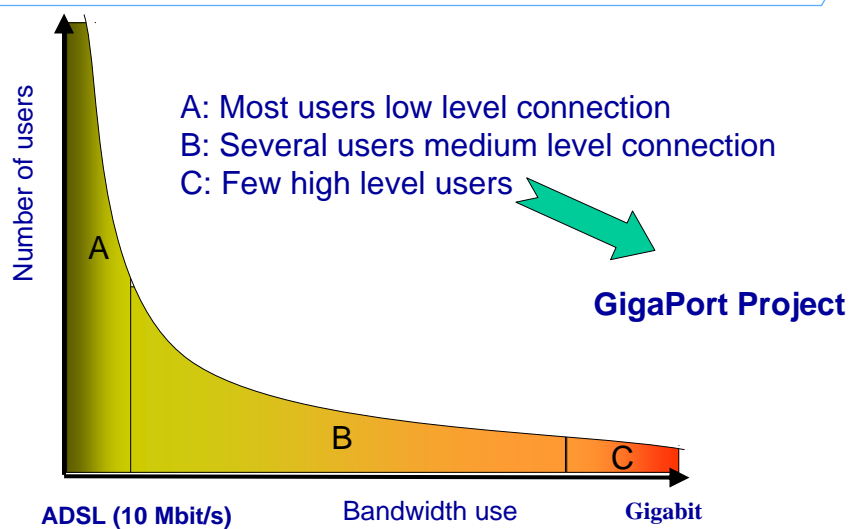 Number of users
A: Most users low level connection
B: Several users medium level connection
C: Few high level users
A
GigaPort Project
B
C
ADSL (10 Mbit/s)
Bandwidth use
Gigabit